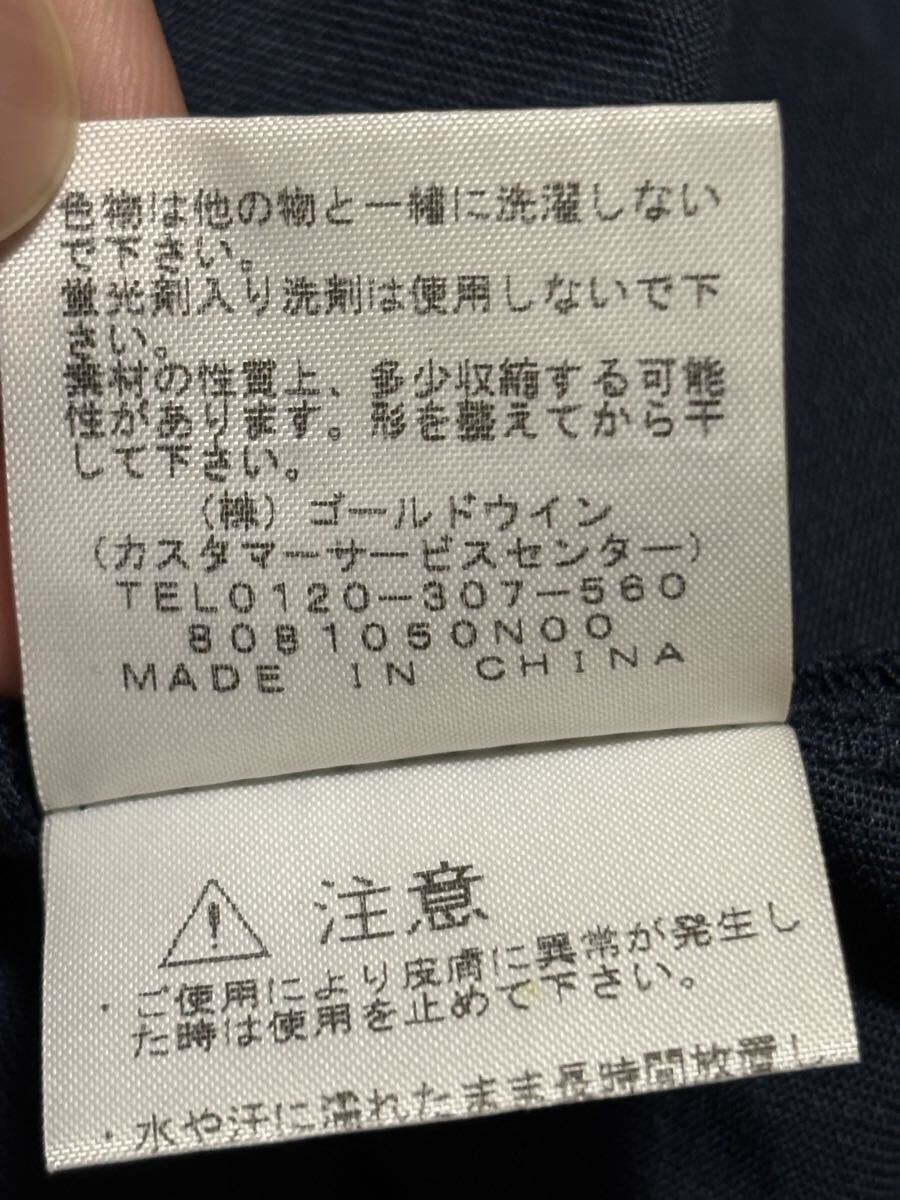 色物は他の物と一緒に洗濯しない
で下さい。
蛍光剤入り洗剤は使用しないで下
さい。
素材の性質上、多少収縮する可能
性があります。形を整えてから干
して下さい。
(株)ゴールドウイン
(カスタマーサービスセンター)
TEL0120-307-560
8081050N00
MADE IN CHINA
⚠ 注意
・ご使用により皮膚に異常が発生し
た時は使用を止めて下さい。
・水や汗に濡れたまま長時間放置し